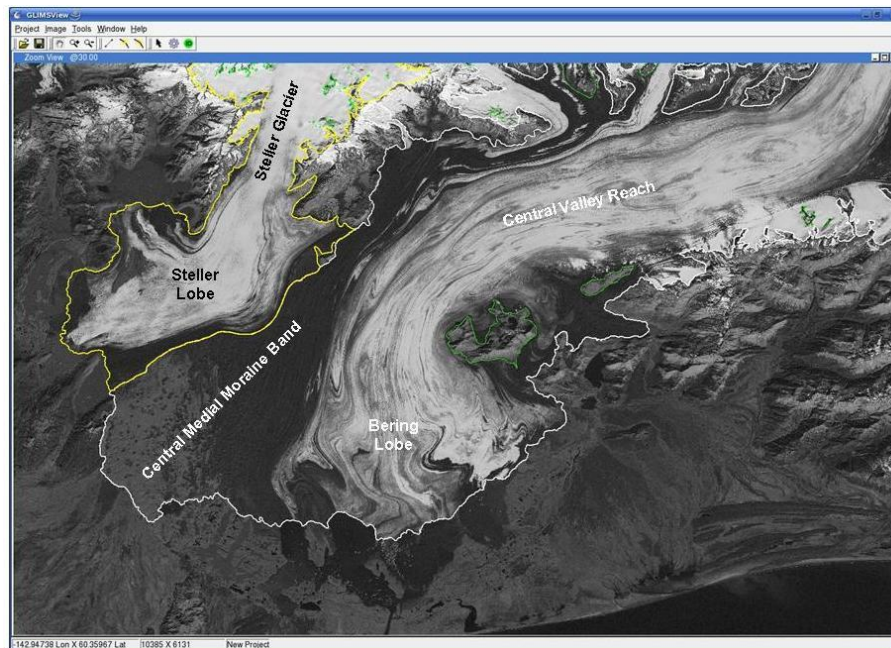 GLIMSView
Project Image Tools Window Help
Zoom View @30.00
Steller Glacier
Central Valley Reach
Steller
Lobe
Central Medial Moraine Band
Bering
Lobe
-142.94738 Lon X 60.35967 Lat 10385 X 6131 New Project